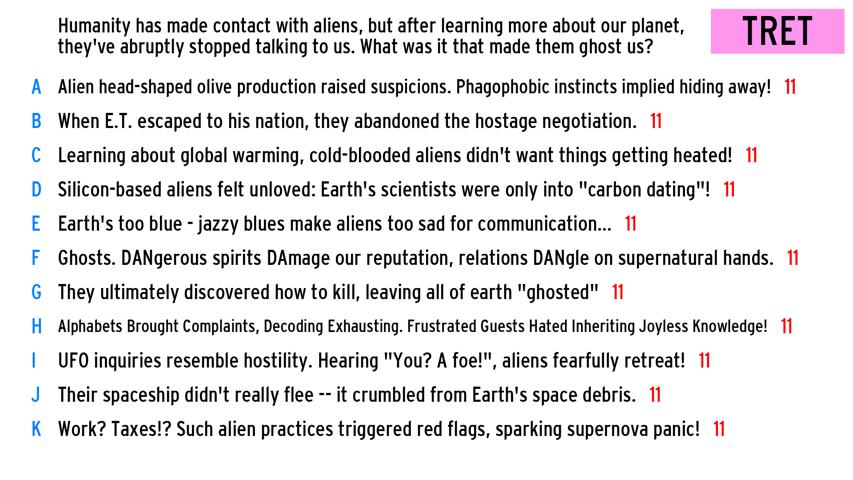 Humanity has made contact with aliens, but after learning more about our planet,
they've abruptly stopped talking to us. What was it that made them ghost us?
TRET
A Alien head-shaped olive production raised suspicions. Phagophobic instincts implied hiding away! 11
B When E.T. escaped to his nation, they abandoned the hostage negotiation. 11
C Learning about global warming, cold-blooded aliens didn't want things getting heated! 11
D Silicon-based aliens felt unloved: Earth's scientists were only into "carbon dating"! 11
E Earth's too blue - jazzy blues make aliens too sad for communication... 11
F Ghosts. DANgerous spirits DAmage our reputation, relations DANgle on supernatural hands. 11
G They ultimately discovered how to kill, leaving all of earth "ghosted" 11
H Alphabets Brought Complaints, Decoding Exhausting. Frustrated Guests Hated Inheriting Joyless Knowledge! 11
I UFO inquiries resemble hostility. Hearing "You? A foe!", aliens fearfully retreat! 11
J Their spaceship didn't really flee -- it crumbled from Earth's space debris. 11
K Work? Taxes!? Such alien practices triggered red flags, sparking supernova panic! 11